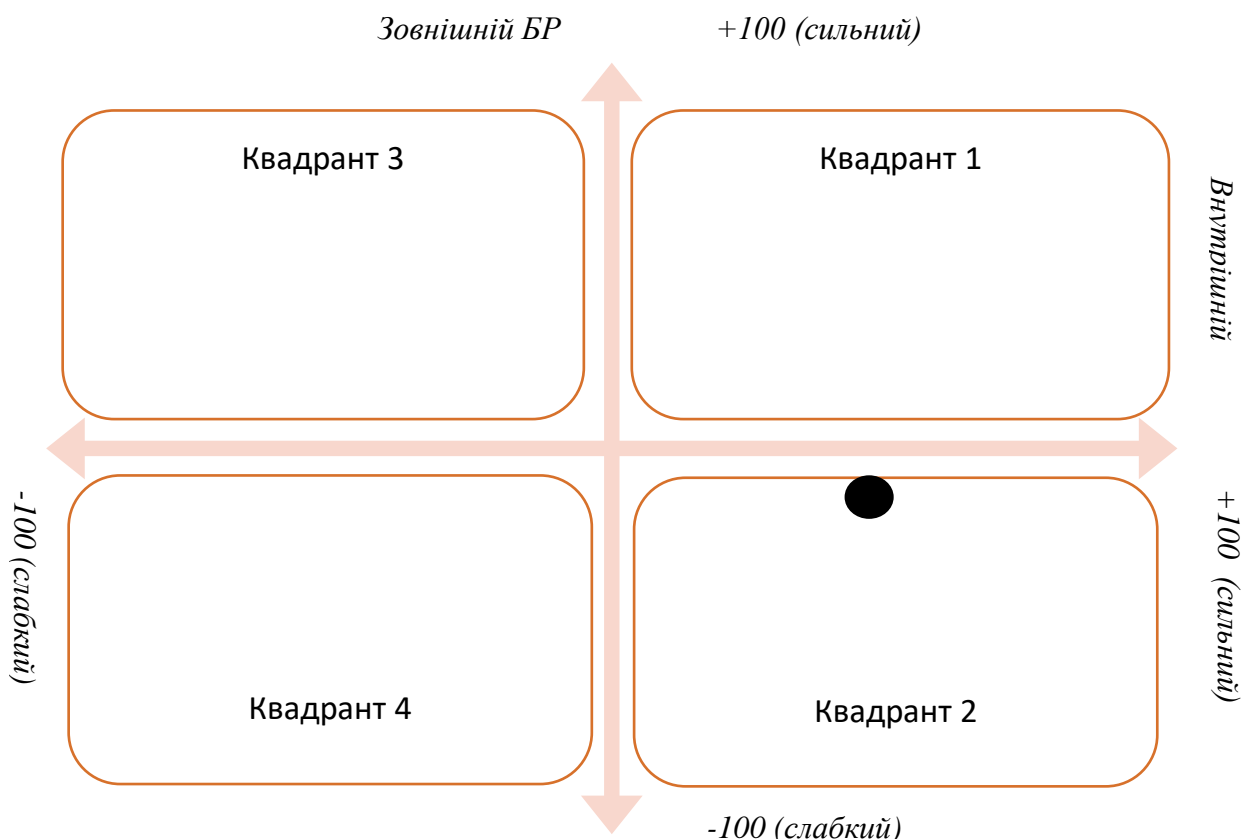 Зовнішній БР +100 (сильний)
Квадрант 3
Квадрант 1
Внутрішній
-100 (слабкий)
+100 (сильний)
Квадрант 4
Квадрант 2
-100 (слабкий)